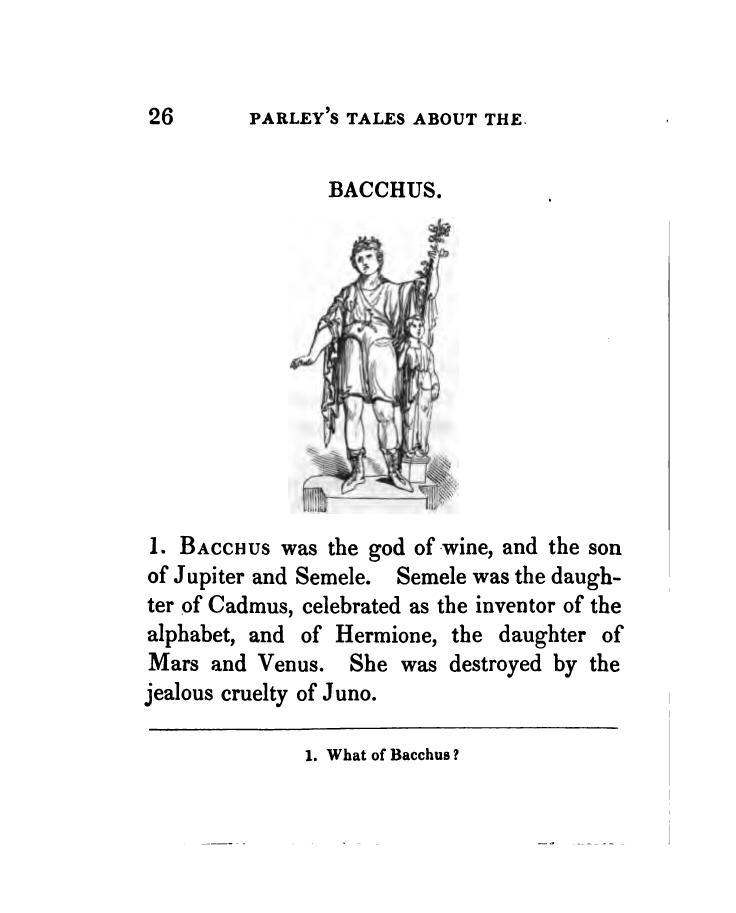 26 PARLEY'S TALES ABOUT THE
BACCHUS.
1. BACCHUS was the god of wine, and the son
of Jupiter and Semele. Semele was the daugh-
ter of Cadmus, celebrated as the inventor of the
alphabet, and of Hermione, the daughter of
Mars and Venus. She was destroyed by the
jealous cruelty of Juno.
1. What of Bacchus?